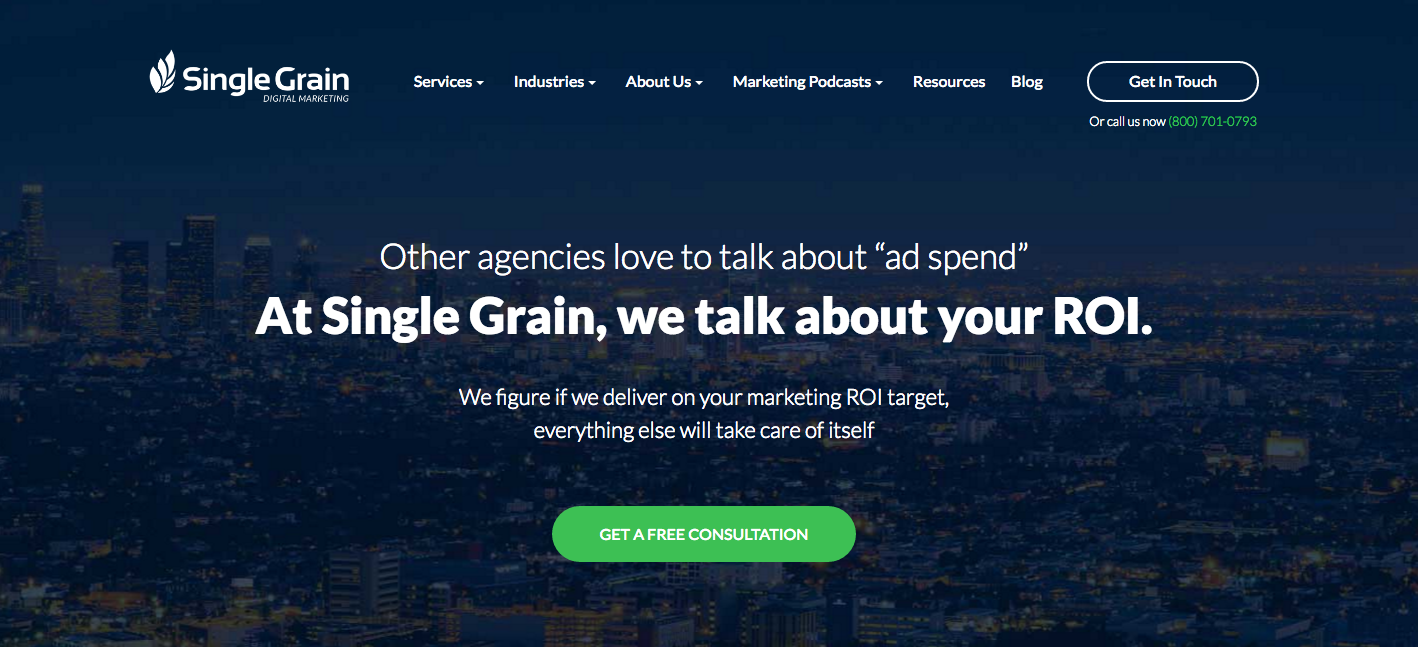 Single Grain
DIGITAL MARKETING
Services
Industries
About Us
Marketing Podcasts
Resources
Blog
Get In Touch
Or call us now (800) 701-0793
Other agencies love to talk about “ad spend”
At Single Grain, we talk about your ROI.
We figure if we deliver on your marketing ROI target,
everything else will take care of itself
GET A FREE CONSULTATION